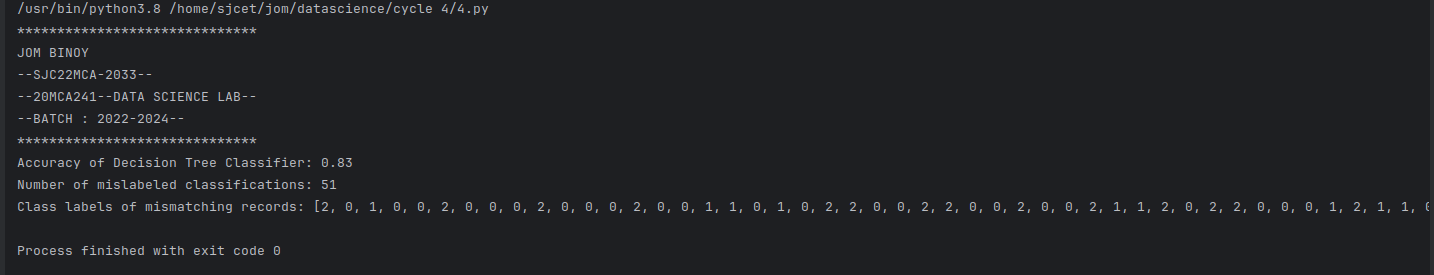 /usr/bin/python3.8 /home/sjcet/jom/datascience/cycle 4/4.py
******************************
JOM BINOY
--SJC22MCA-2033--
--20MCA241--DATA SCIENCE LAB--
--BATCH : 2022-2024--
******************************
Accuracy of Decision Tree Classifier: 0.83
Number of mislabeled classifications: 51
Class labels of mismatching records: [2, 0, 1, 0, 0, 2, 0, 0, 0, 2, 0, 0, 0, 2, 0, 0, 1, 1, 0, 1, 0, 2, 2, 0, 0, 2, 2, 0, 0, 2, 0, 0, 2, 1, 1, 2, 0, 2, 2, 0, 0, 0, 1, 2, 1, 1, 0
Process finished with exit code 0